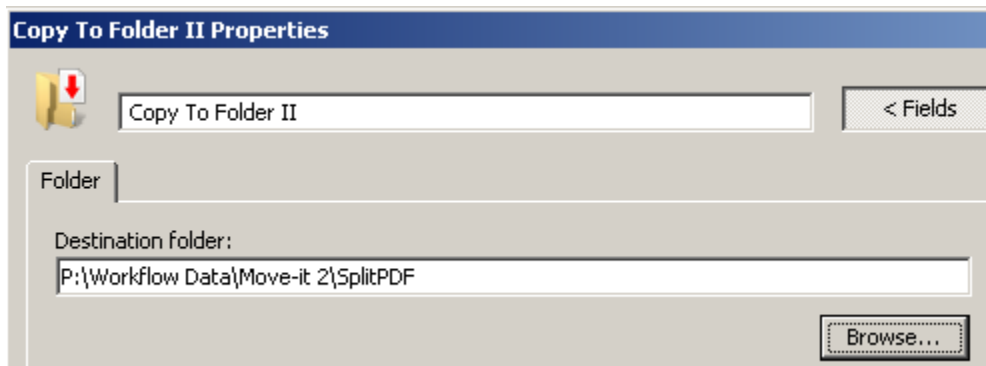 Copy To Folder II Properties
Copy To Folder II
< Fields
Folder
Destination folder:
P:\Workflow Data\Move-it 2\SplitPDF
Browse...